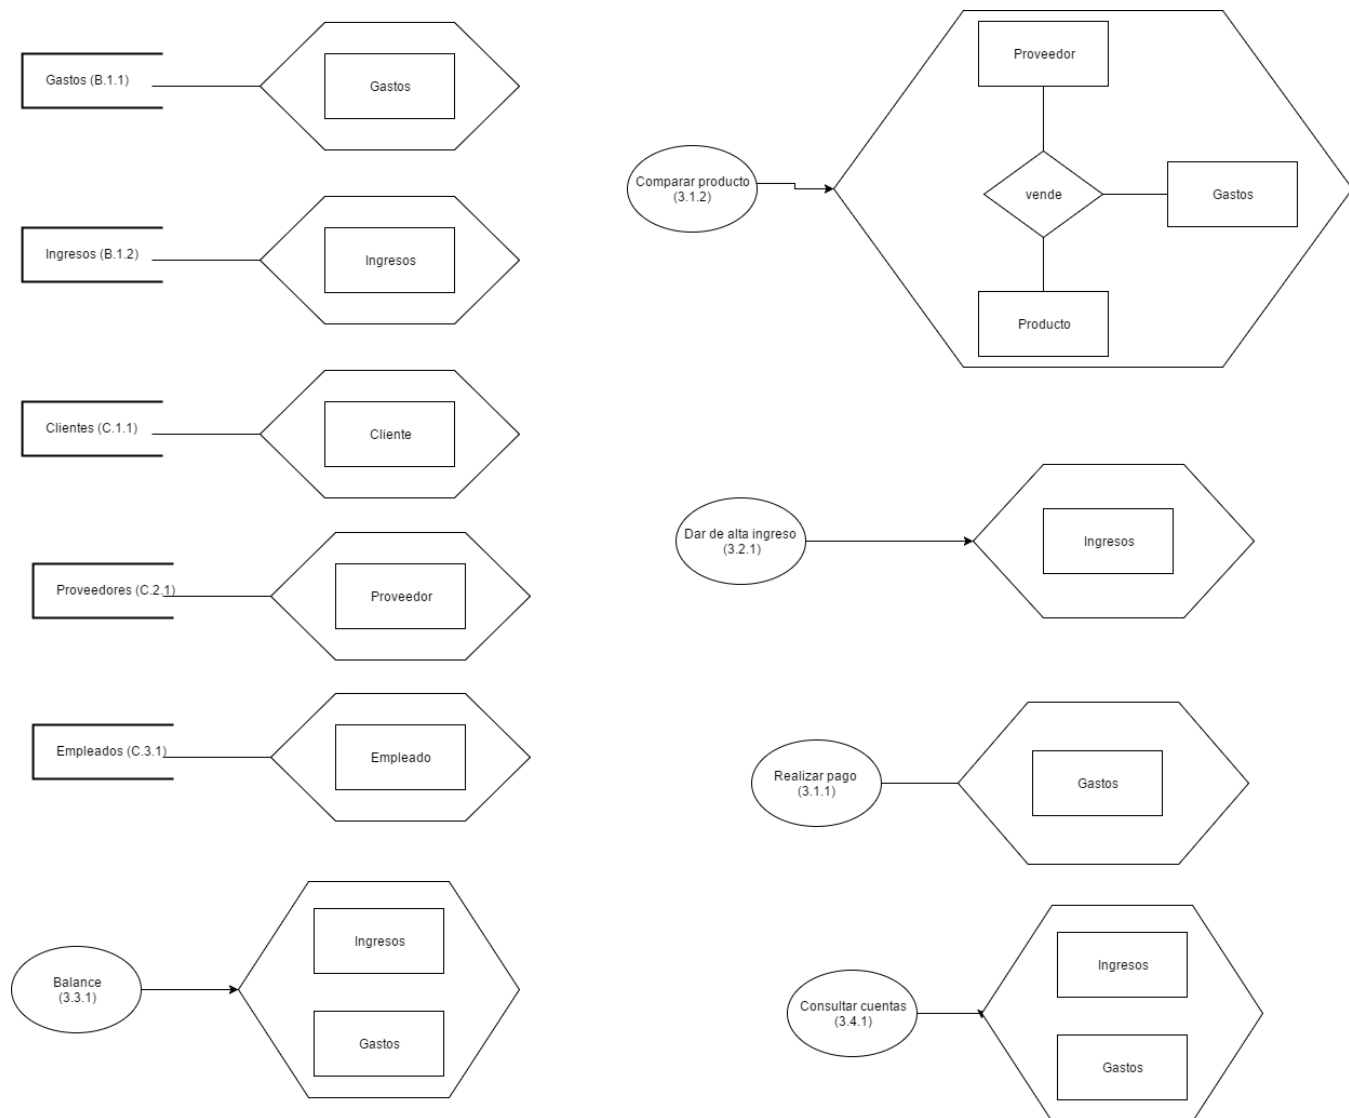 Gastos (B.1.1)
Gastos
Ingresos (B.1.2)
Ingresos
Clientes (C.1.1)
Cliente
Proveedores (C.2.1)
Proveedor
Empleados (C.3.1)
Empleado
Balance
(3.3.1)
Ingresos
Gastos
Comparar producto
(3.1.2)
Proveedor
vende
Gastos
Producto
Dar de alta ingreso
(3.2.1)
Ingresos
Realizar pago
(3.1.1)
Gastos
Consultar cuentas
(3.4.1)
Ingresos
Gastos